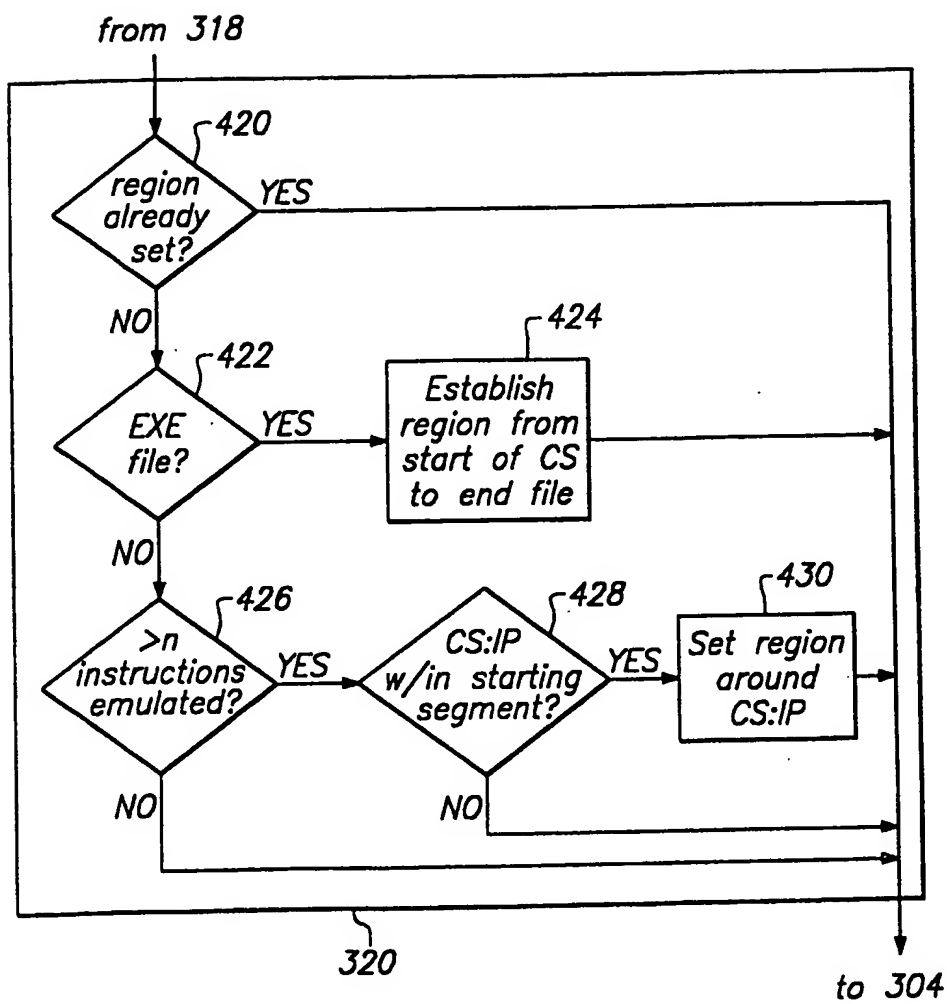 from 318
420
region
already
set?
YES
NO
422
EXE
file?
YES
424
Establish
region from
start of CS
to end file
NO
426
>n
instructions
emulated?
YES
428
CS:IP
w/in starting
segment?
YES
430
Set region
around
CS:IP
NO
NO
320
to 304